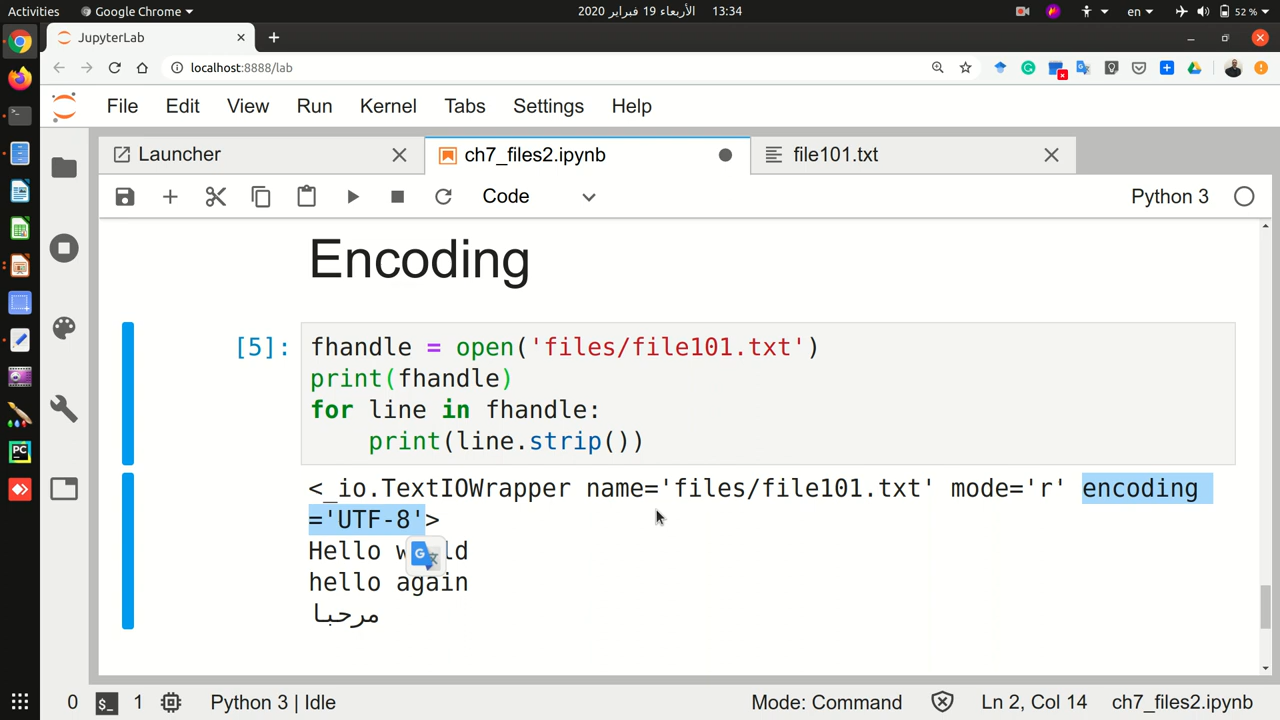 Activities Google Chrome الأربعاء 19 فبراير 2020 13:34 en 52 %
JupyterLab
localhost:8888/lab
File Edit View Run Kernel Tabs Settings Help
Launcher ch7_files2.ipynb file101.txt
Code Python 3
Encoding
[5]: fhandle = open('files/file101.txt')
print(fhandle)
for line in fhandle:
print(line.strip())
<_io.TextIOWrapper name='files/file101.txt' mode='r' encoding
='UTF-8'>
Hello
hello again
مرحبا
0 1 Python 3 | Idle Mode: Command Ln 2, Col 14 ch7_files2.ipynb